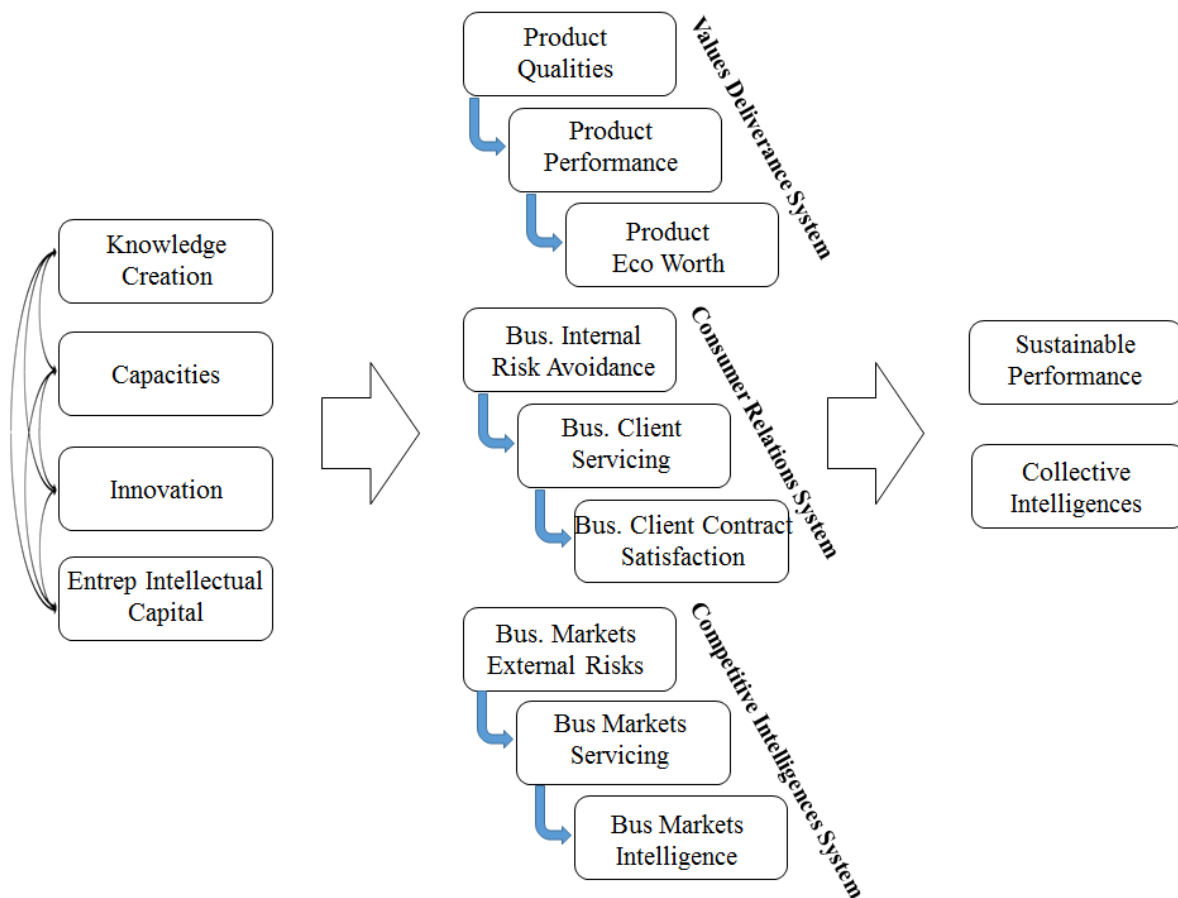 Knowledge
Creation
Capacities
Innovation
Entrep Intellectual
Capital
Product
Qualities
Product
Performance
Product
Eco Worth
Values Deliverance System
Bus. Internal
Risk Avoidance
Bus. Client
Servicing
Bus. Client Contract
Satisfaction
Consumer Relations System
Bus. Markets
External Risks
Bus Markets
Servicing
Bus Markets
Intelligence
Competitive Intelligences System
Sustainable
Performance
Collective
Intelligences